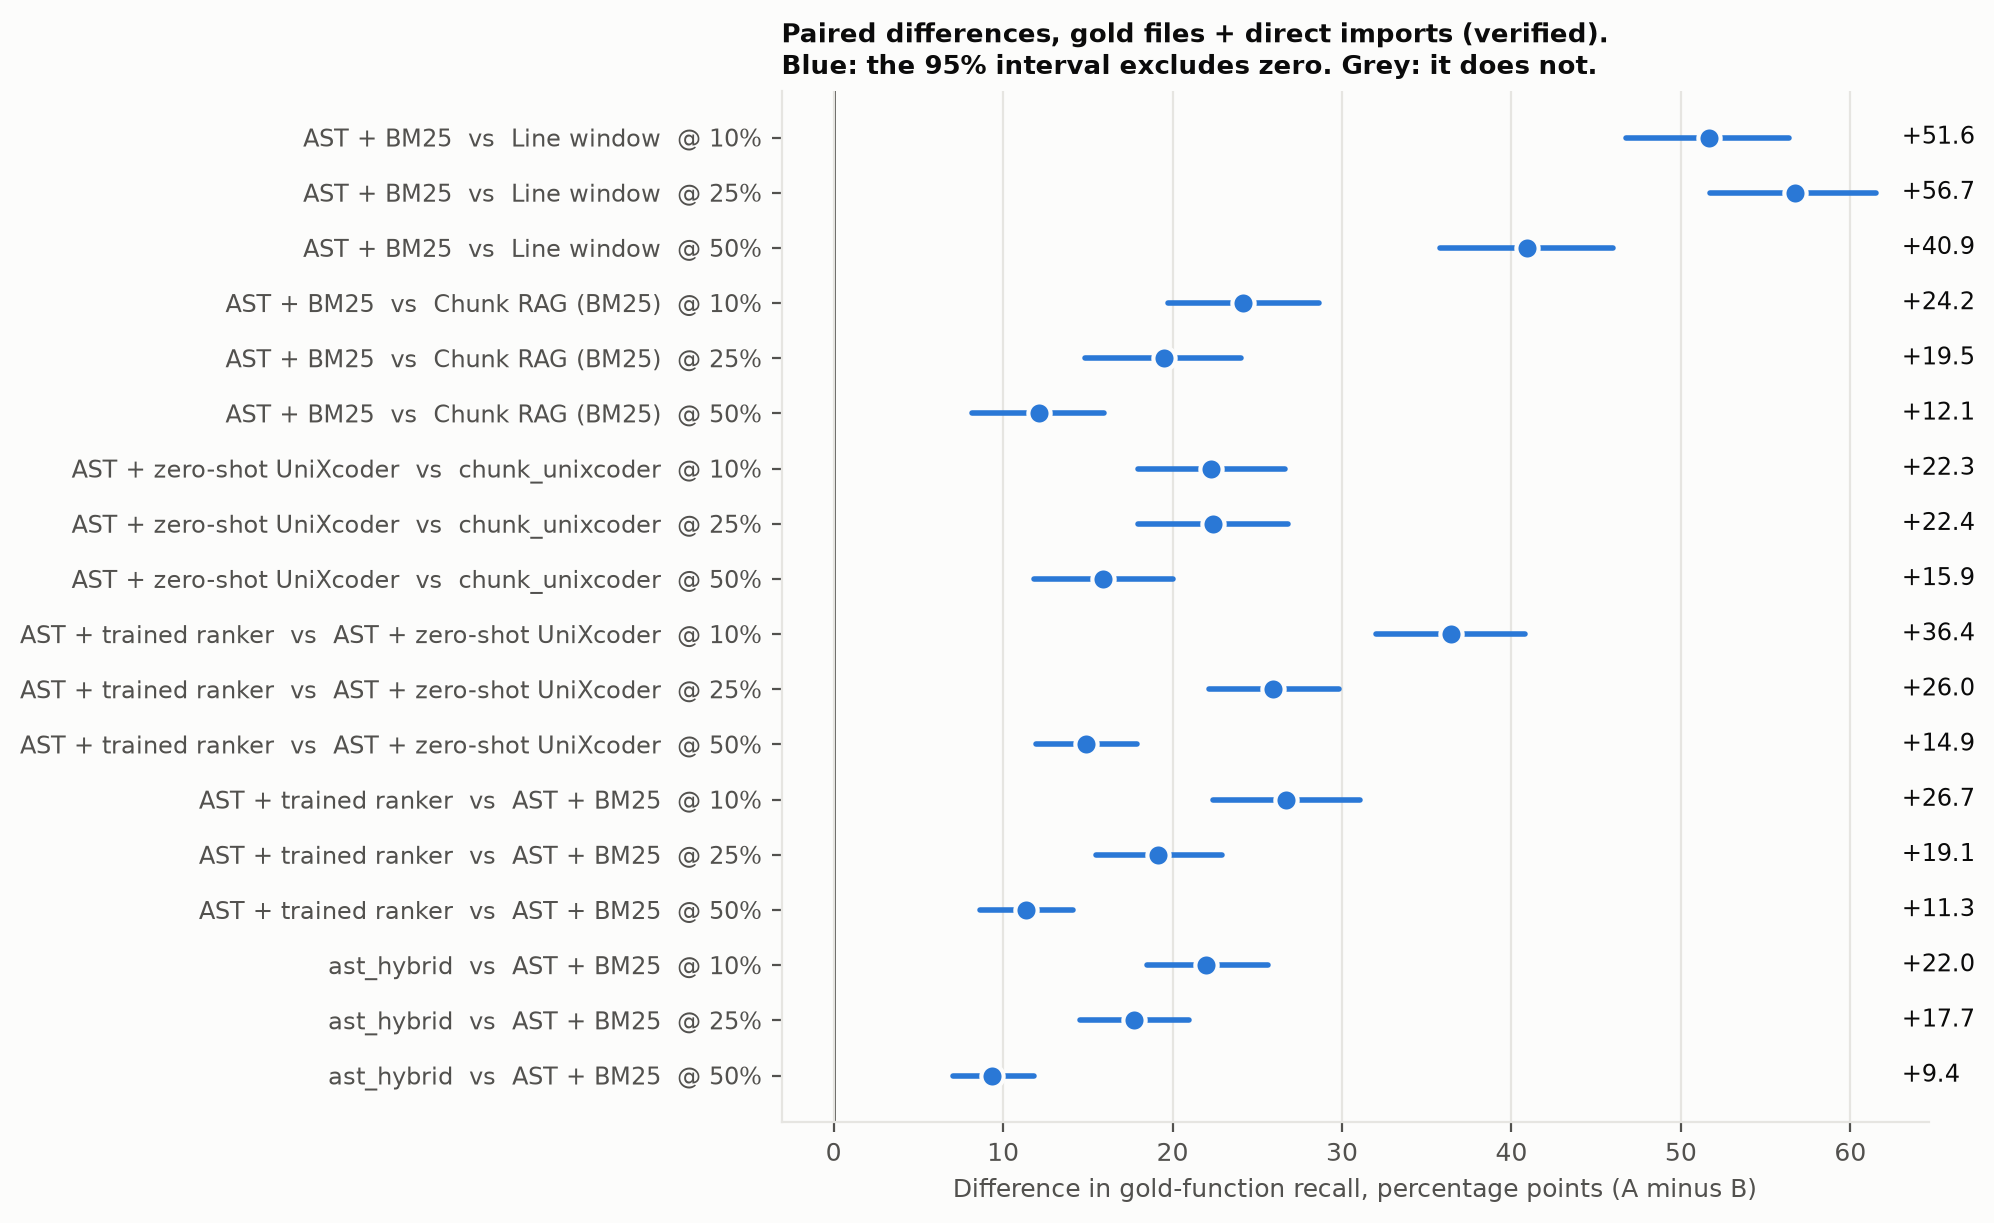 Paired differences, gold files + direct imports (verified).
Blue: the 95% interval excludes zero. Grey: it does not.
AST + BM25 vs Line window @ 10% +51.6
AST + BM25 vs Line window @ 25% +56.7
AST + BM25 vs Line window @ 50% +40.9
AST + BM25 vs Chunk RAG (BM25) @ 10% +24.2
AST + BM25 vs Chunk RAG (BM25) @ 25% +19.5
AST + BM25 vs Chunk RAG (BM25) @ 50% +12.1
AST + zero-shot UniXcoder vs chunk_unixcoder @ 10% +22.3
AST + zero-shot UniXcoder vs chunk_unixcoder @ 25% +22.4
AST + zero-shot UniXcoder vs chunk_unixcoder @ 50% +15.9
AST + trained ranker vs AST + zero-shot UniXcoder @ 10% +36.4
AST + trained ranker vs AST + zero-shot UniXcoder @ 25% +26.0
AST + trained ranker vs AST + zero-shot UniXcoder @ 50% +14.9
AST + trained ranker vs AST + BM25 @ 10% +26.7
AST + trained ranker vs AST + BM25 @ 25% +19.1
AST + trained ranker vs AST + BM25 @ 50% +11.3
ast_hybrid vs AST + BM25 @ 10% +22.0
ast_hybrid vs AST + BM25 @ 25% +17.7
ast_hybrid vs AST + BM25 @ 50% +9.4
0 10 20 30 40 50 60
Difference in gold-function recall, percentage points (A minus B)